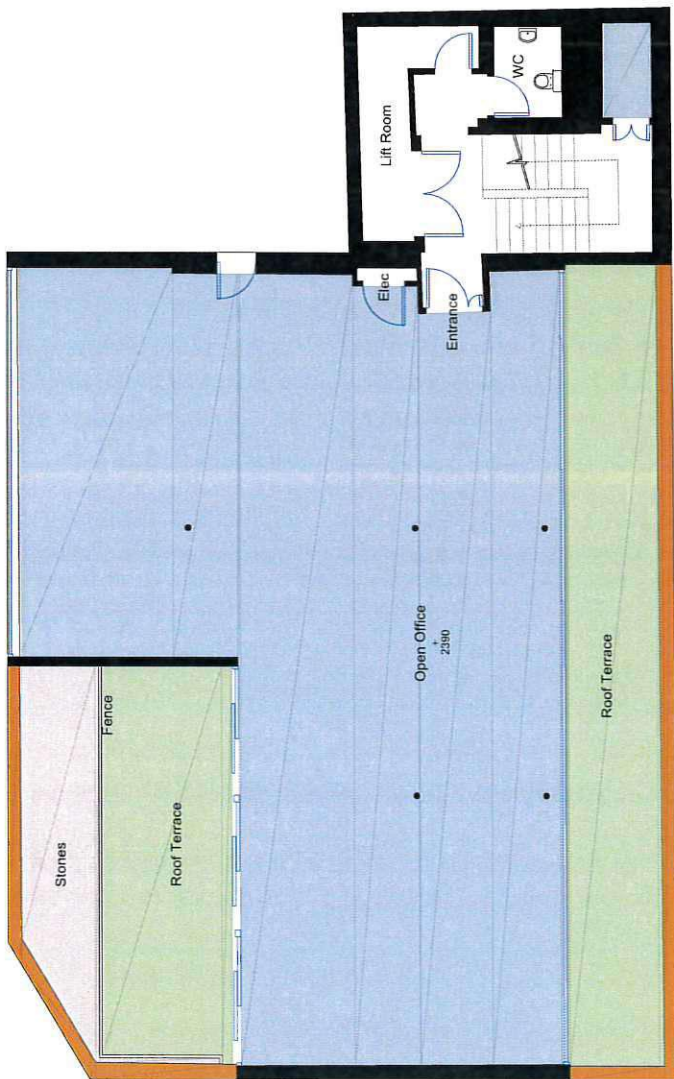 Lift Room
WC
Elec
Entrance
Fence
Stones
Roof Terrace
Open Office
+
2390
Roof Terrace